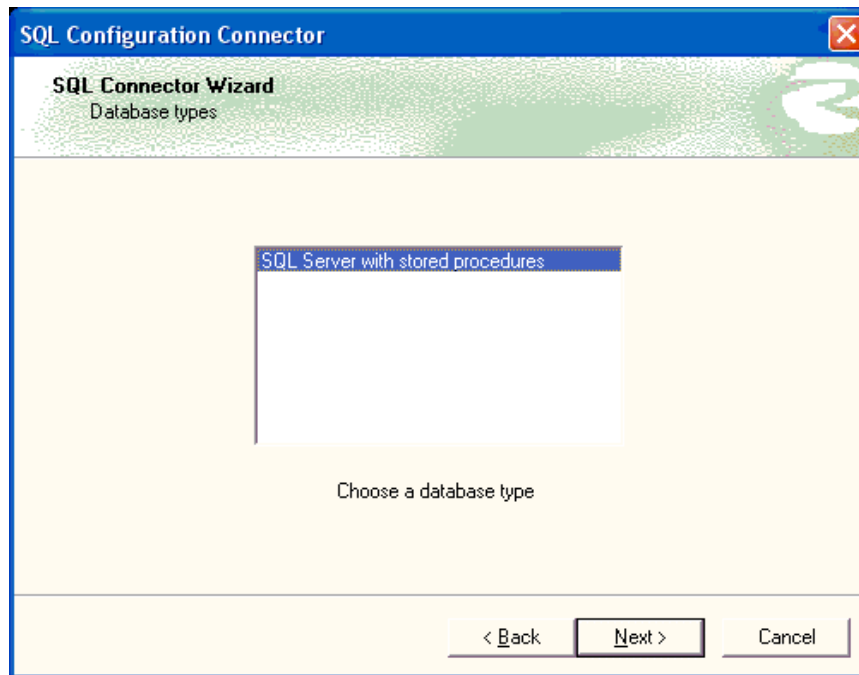 SQL Configuration Connector
SQL Connector Wizard
Database types
SQL Server with stored procedures
Choose a database type
< Back
Next >
Cancel